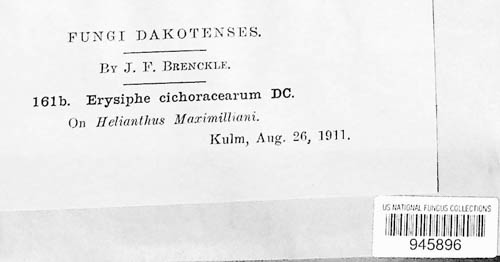 FUNGI DAKOTENSES.
BY J. F. BRENCKLE.
161b. Erysiphe cichoracearum DC.
On Helianthus Maximilliani.
Kulm, Aug. 26, 1911.
US NATIONAL FUNGUS COLLECTIONS
945896